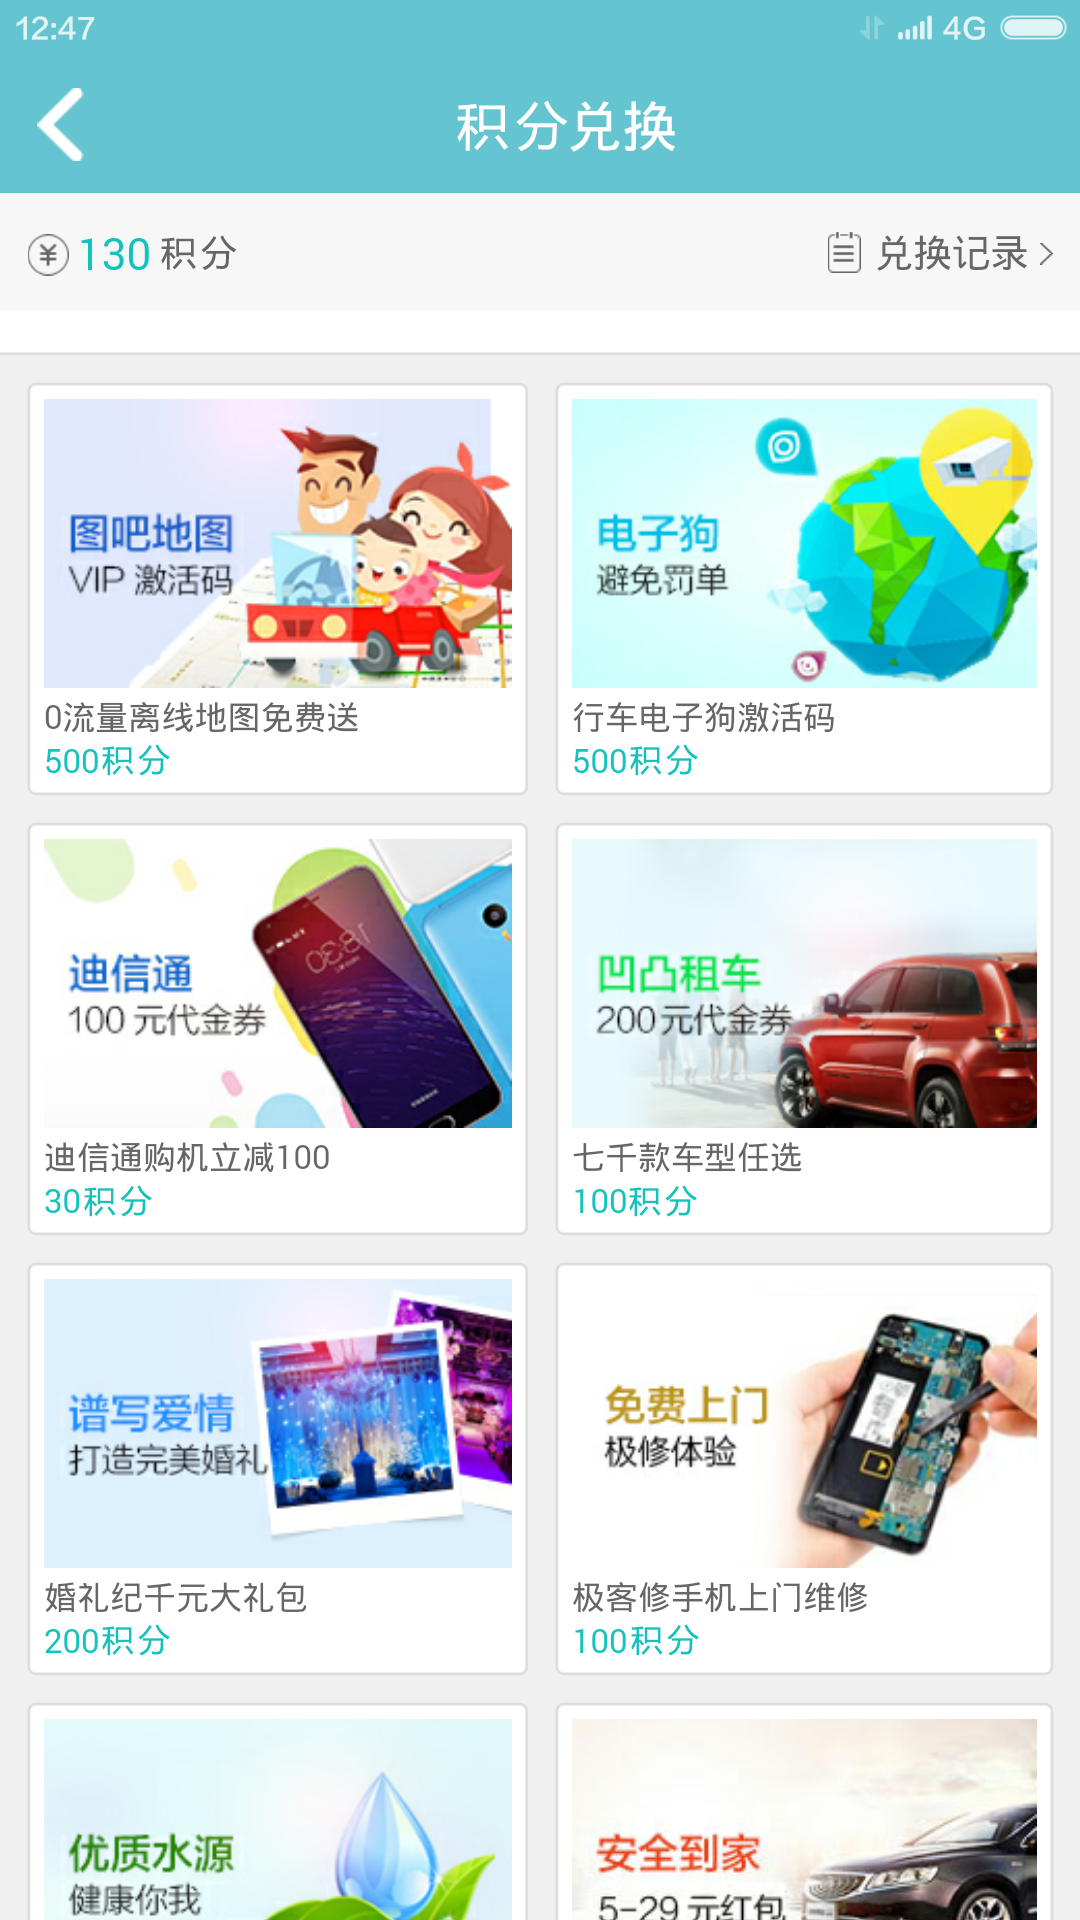 12:47
4G
积分兑换
130 积分
兑换记录
图吧地图
VIP 激活码
0流量离线地图免费送
500积分
电子狗
避免罚单
行车电子狗激活码
500积分
迪信通
100 元代金券
迪信通购机立减100
30积分
凹凸租车
200元代金券
七千款车型任选
100积分
谱写爱情
打造完美婚礼
婚礼纪千元大礼包
200积分
免费上门
极修体验
极客修手机上门维修
100积分
优质水源
健康你我
安全到家
5-29 元红包